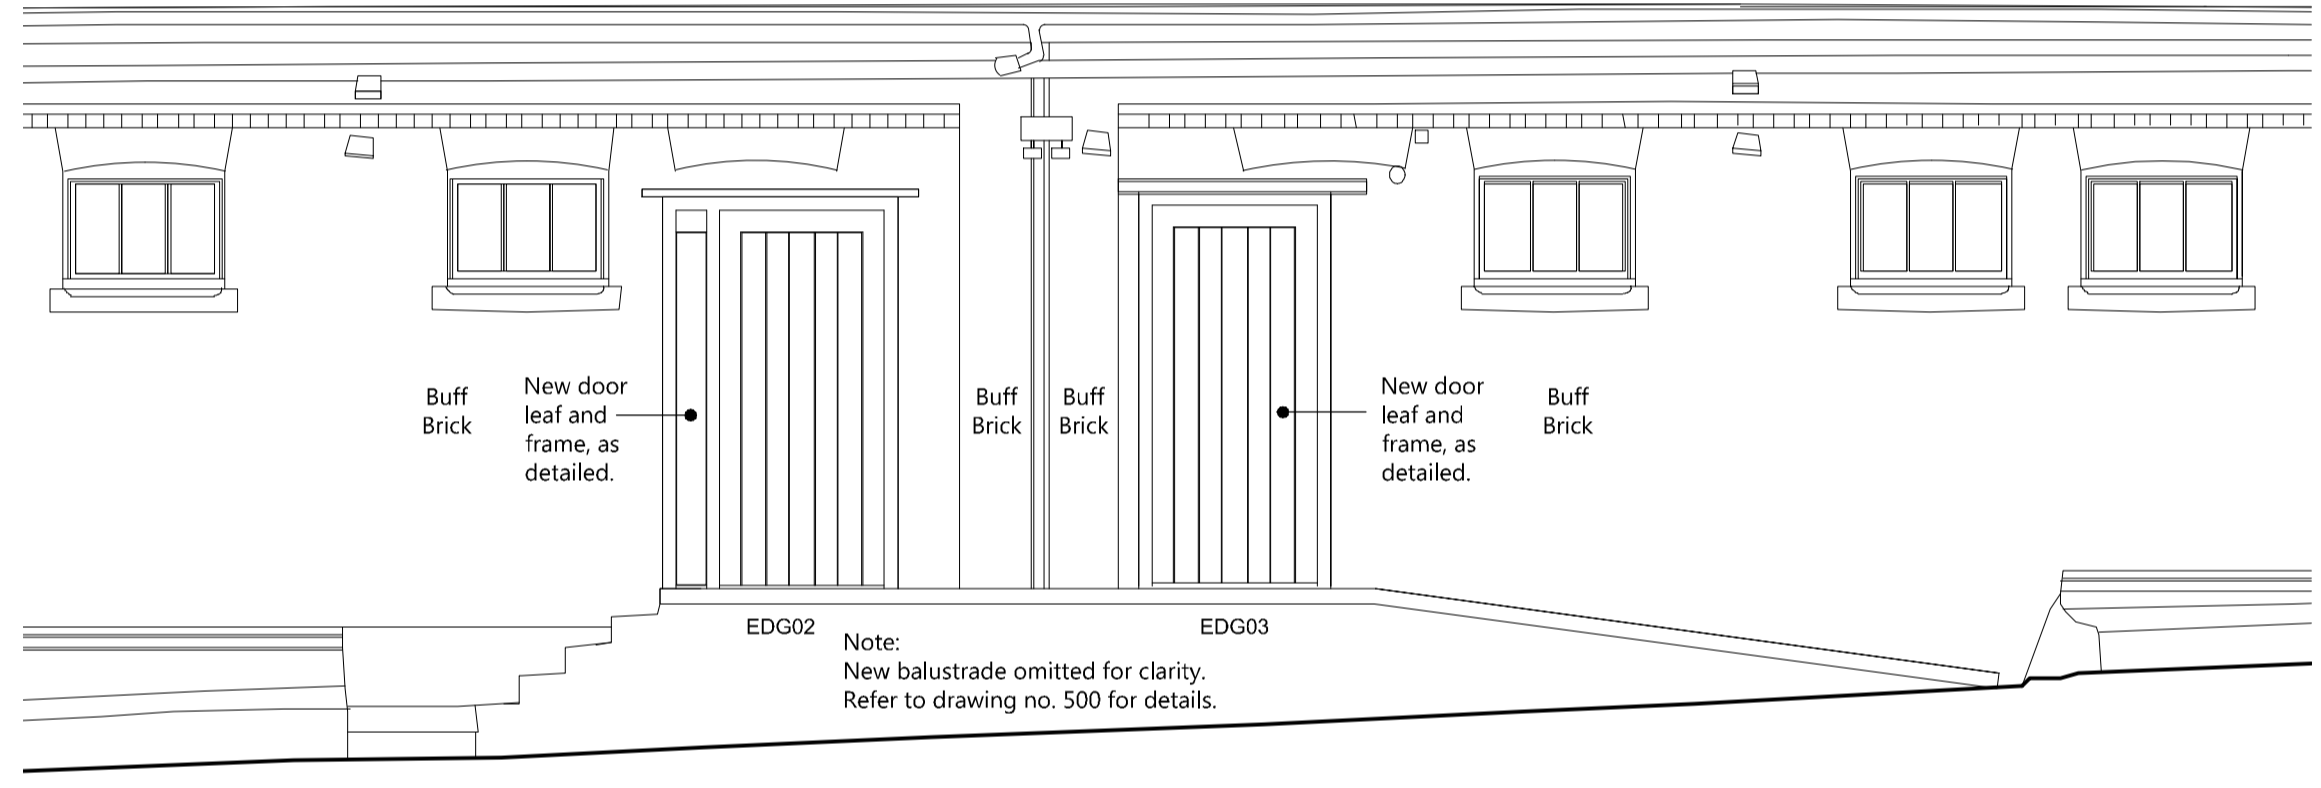 Buff
Brick
New door
leaf and
frame, as
detailed.
Buff
Brick
Buff
Brick
New door
leaf and
frame, as
detailed.
Buff
Brick
EDG02
EDG03
Note:
New balustrade omitted for clarity.
Refer to drawing no. 500 for details.